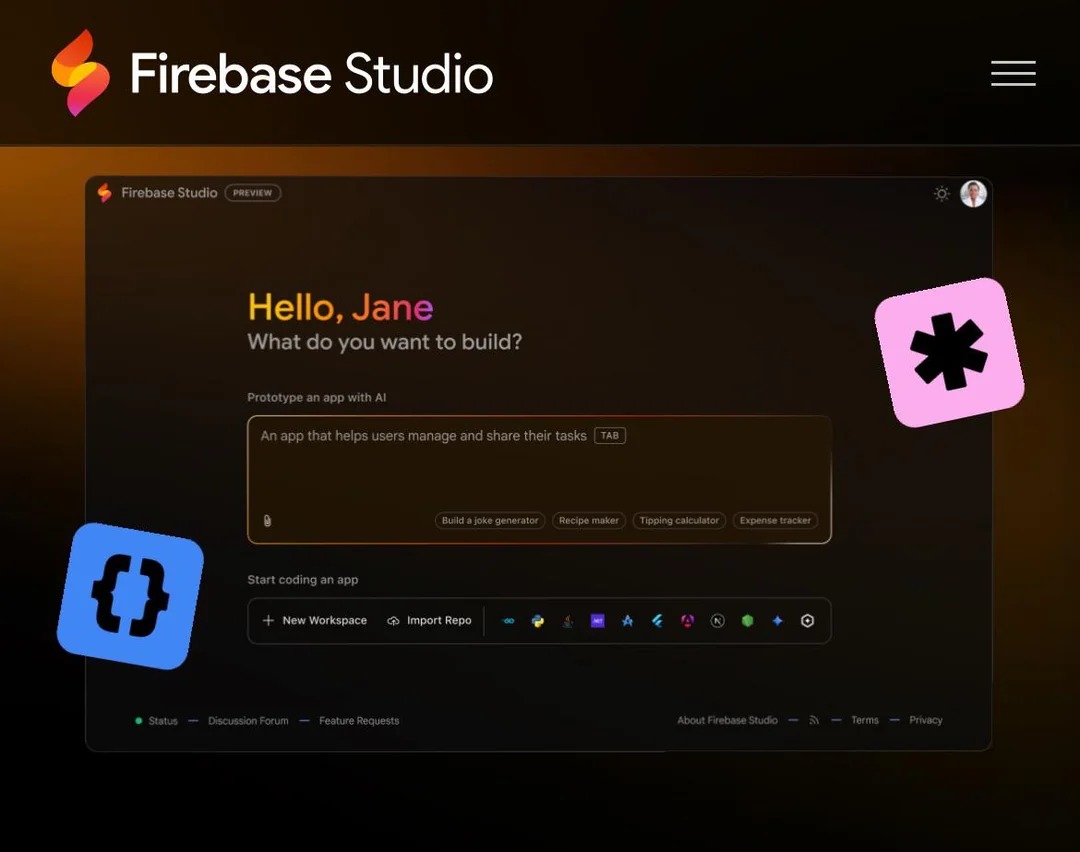 Firebase Studio
Firebase Studio PREVIEW
Hello, Jane
What do you want to build?
Prototype an app with AI
An app that helps users manage and share their tasks TAB
Build a joke generator Recipe maker Tipping calculator Expense tracker
Start coding an app
New Workspace Import Repo
Status — Discussion Forum — Feature Requests
About Firebase Studio — — Terms — Privacy